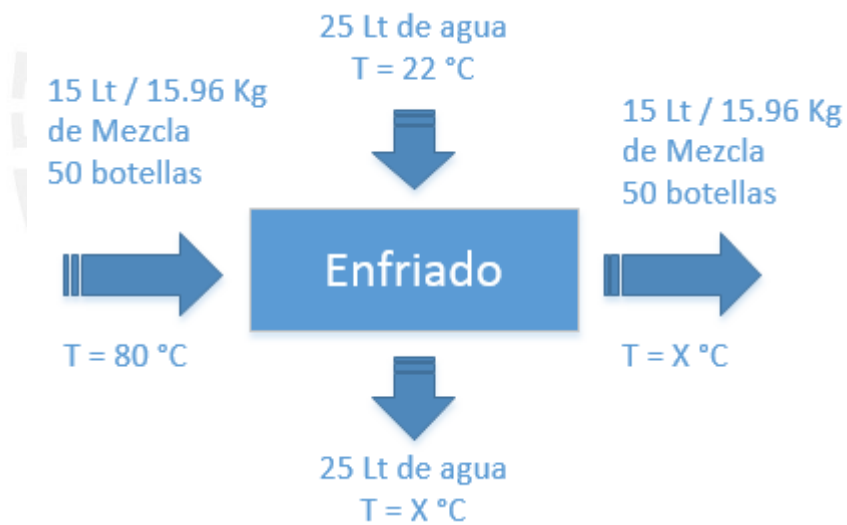 25 Lt de agua
T = 22 °C
15 Lt / 15.96 Kg
de Mezcla
50 botellas
15 Lt / 15.96 Kg
de Mezcla
50 botellas
Enfriado
T = 80 °C
T = X °C
25 Lt de agua
T = X °C